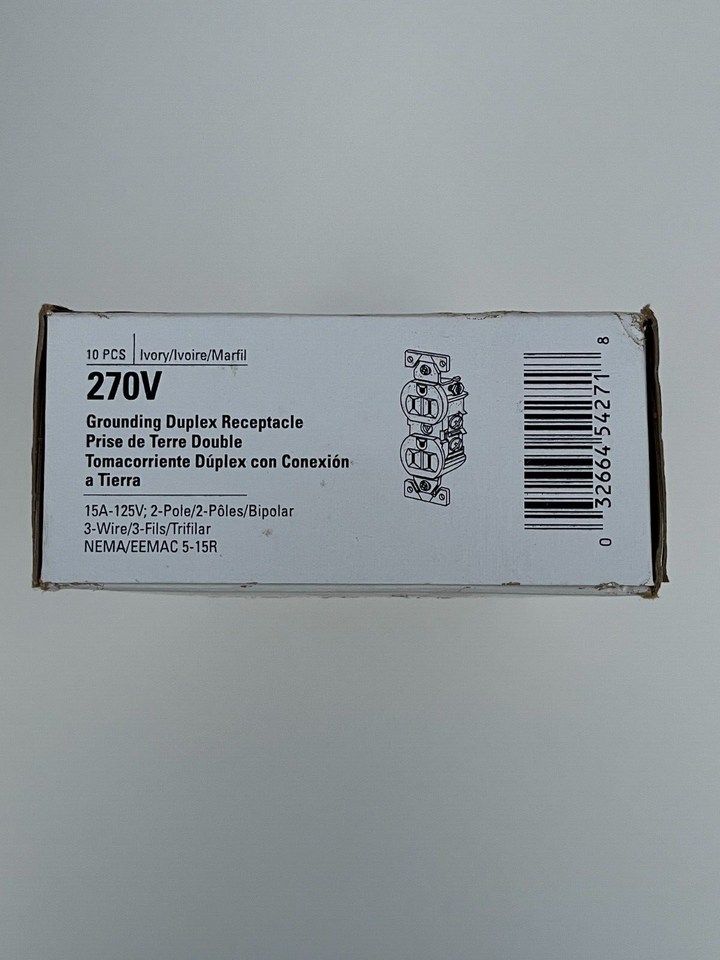 10 PCS Ivory/Ivoire/Marfil
270V
Grounding Duplex Receptacle
Prise de Terre Double
Tomacorriente Dúplex con Conexión
a Tierra
15A-125V; 2-Pole/2-Pôles/Bipolar
3-Wire/3-Fils/Trifilar
NEMA/EEMAC 5-15R
0 32664 54271 8